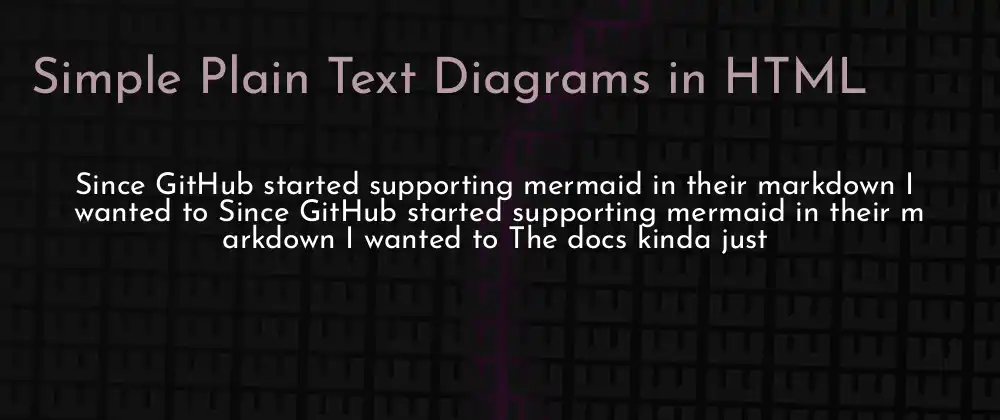 Simple Plain Text Diagrams in HTML
Since GitHub started supporting mermaid in their markdown I
wanted to Since GitHub started supporting mermaid in their m
arkdown I wanted to The docs kinda just